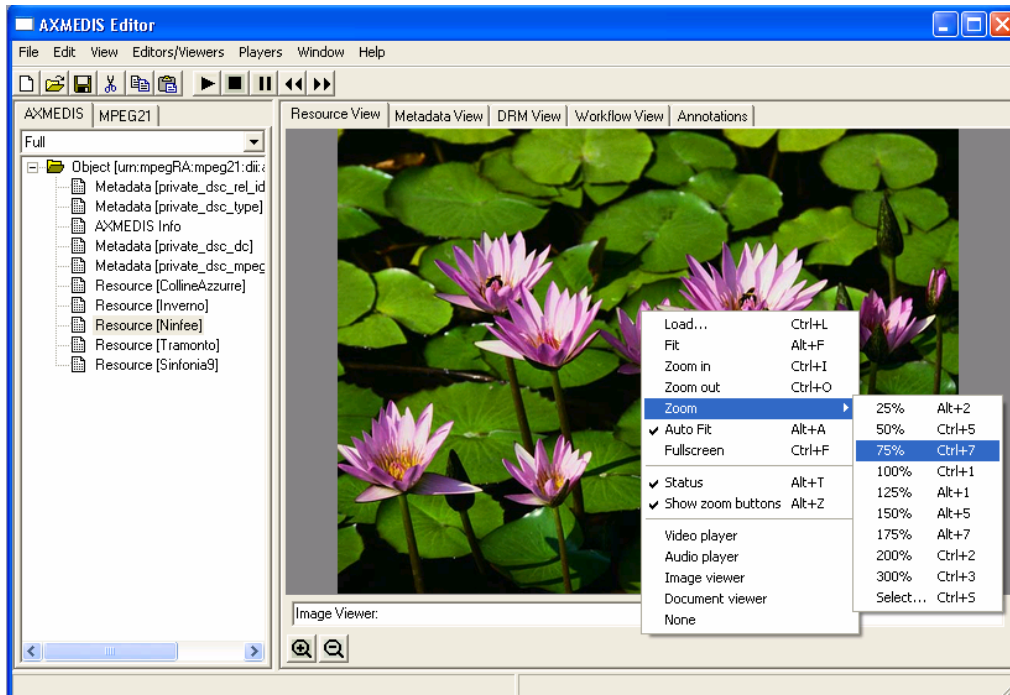 AXMEDIS Editor
File Edit View Editors/Viewers Players Window Help
AXMEDIS MPEG21
Full
Object [urn:mpegRA:mpeg21:dii:
Metadata [private_dsc_rel_id
Metadata [private_dsc_type]
AXMEDIS Info
Metadata [private_dsc_dc]
Metadata [private_dsc_mpeg
Resource [CollineAzzurre]
Resource [Inverno]
Resource [Ninfee]
Resource [Tramonto]
Resource [Sinfonia9]
Resource View Metadata View DRM View Workflow View Annotations
Load... Ctrl+L
Fit Alt+F
Zoom in Ctrl+I
Zoom out Ctrl+O
Zoom
Auto Fit Alt+A
Fullscreen Ctrl+F
Status Alt+T
Show zoom buttons Alt+Z
Video player
Audio player
Image viewer
Document viewer
None
25% Alt+2
50% Ctrl+5
75% Ctrl+7
100% Ctrl+1
125% Alt+1
150% Alt+5
175% Alt+7
200% Ctrl+2
300% Ctrl+3
Select... Ctrl+S
Image Viewer: